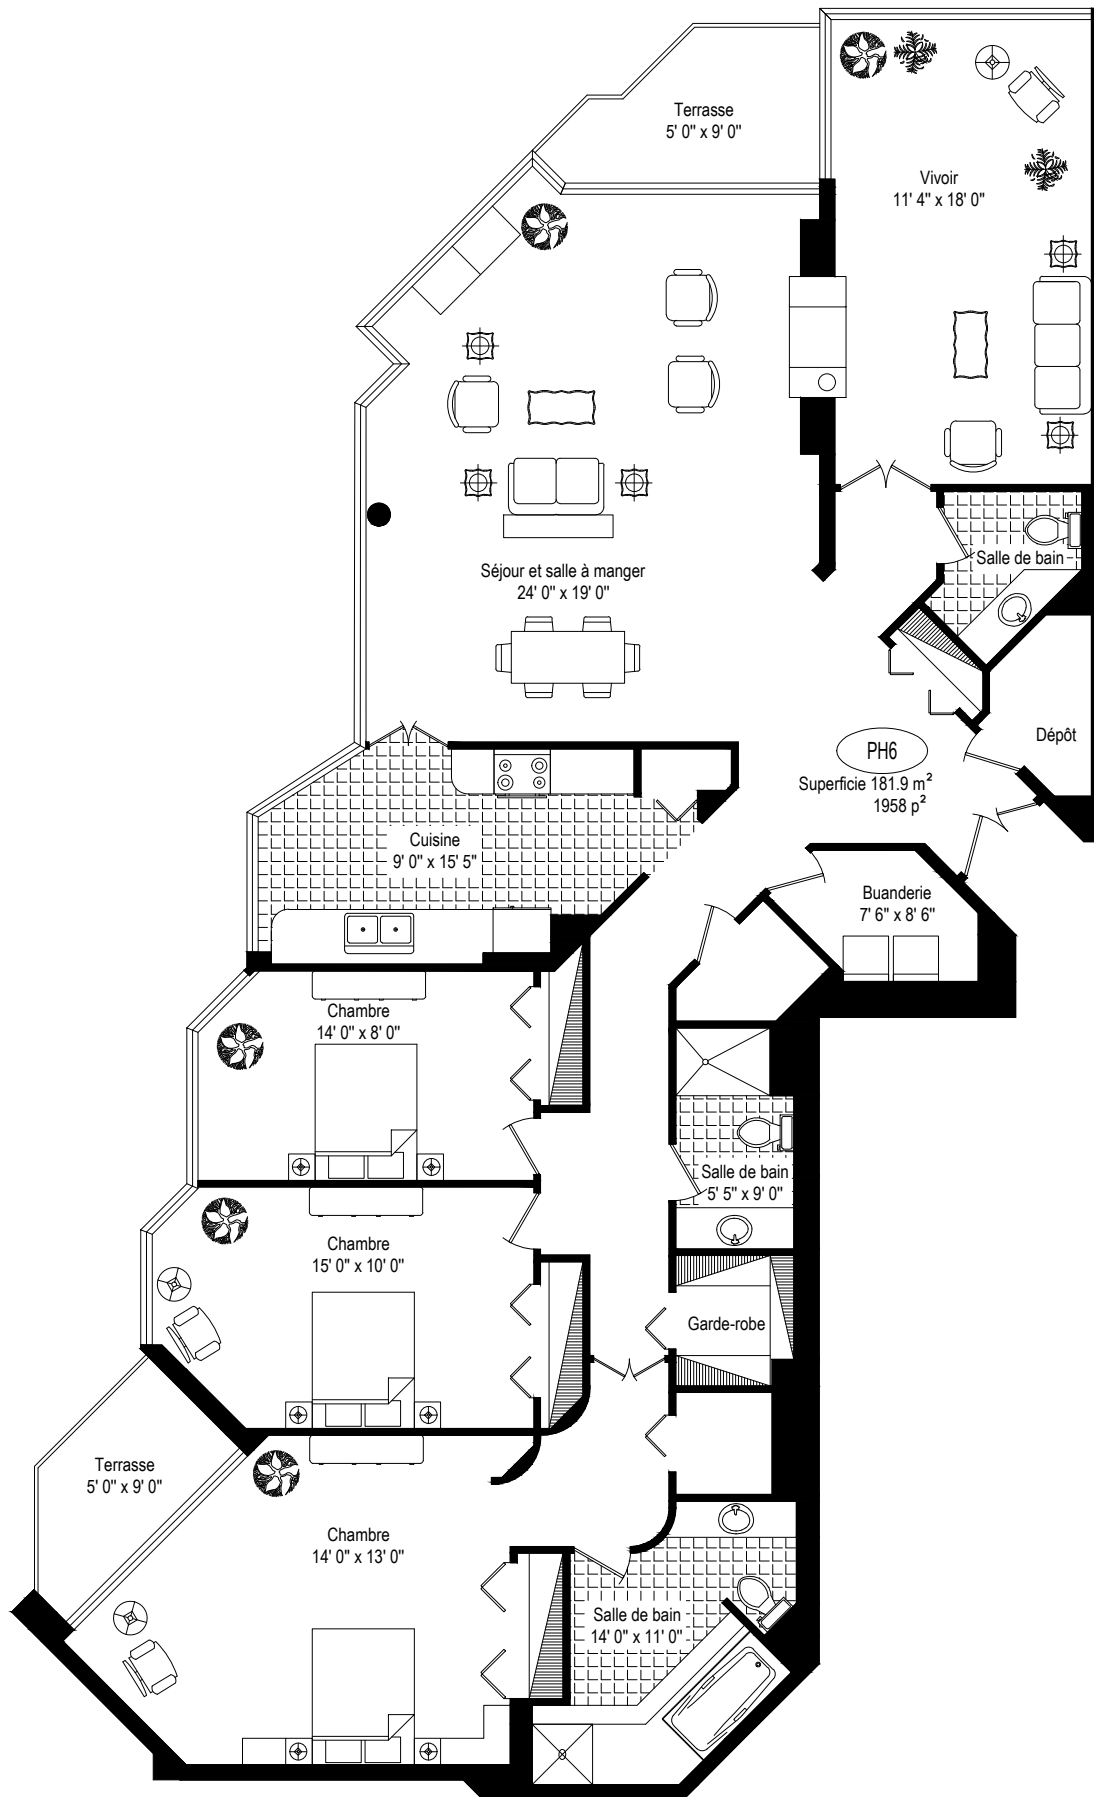 Terrasse
5' 0" x 9' 0"
Vivoir
11' 4" x 18' 0"
Séjour et salle à manger
24' 0" x 19' 0"
Salle de bain
Dépôt
PH6
Superficie 181.9 m²
1958 p²
Cuisine
9' 0" x 15' 5"
Buanderie
7' 6" x 8' 6"
Chambre
14' 0" x 8' 0"
Salle de bain
5' 5" x 9' 0"
Chambre
15' 0" x 10' 0"
Garde-robe
Terrasse
5' 0" x 9' 0"
Chambre
14' 0" x 13' 0"
Salle de bain
14' 0" x 11' 0"